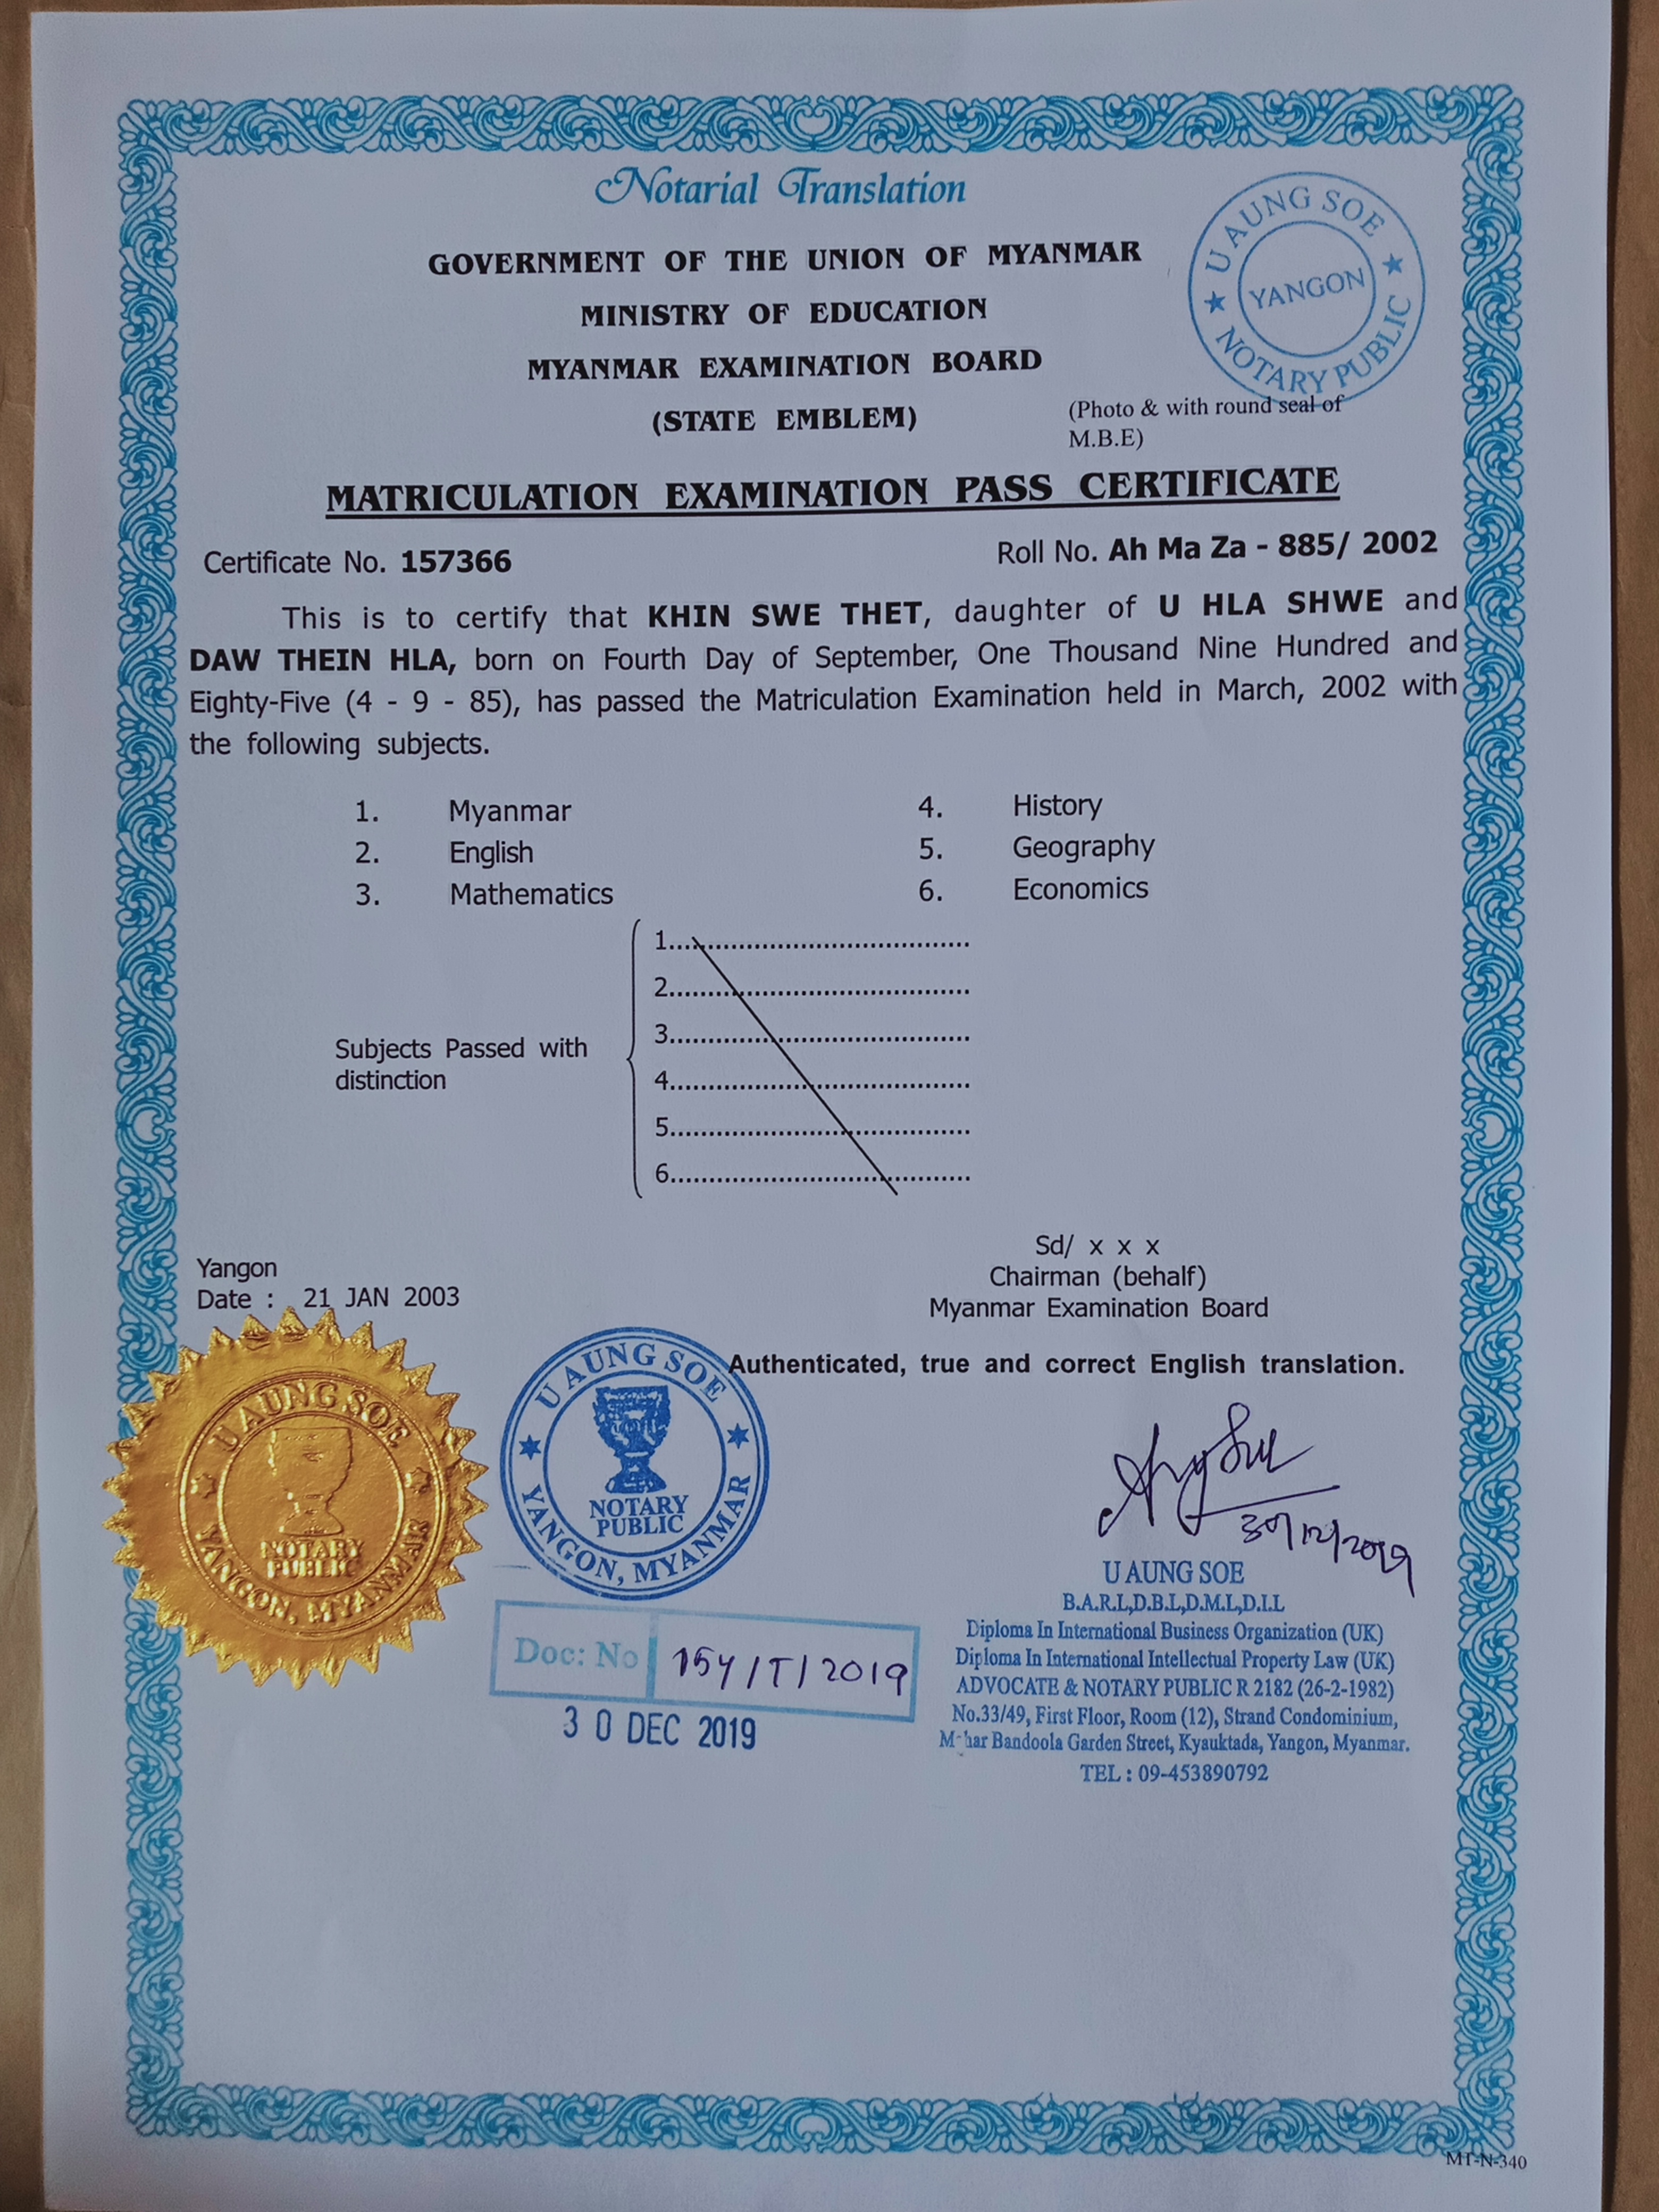 Notarial Translation
U AUNG SOE
YANGON
NOTARY PUBLIC
GOVERNMENT OF THE UNION OF MYANMAR
MINISTRY OF EDUCATION
MYANMAR EXAMINATION BOARD
(STATE EMBLEM)
(Photo & with round seal of
M.B.E)
MATRICULATION EXAMINATION PASS CERTIFICATE
Certificate No. 157366
Roll No. Ah Ma Za - 885/ 2002
This is to certify that KHIN SWE THET, daughter of U HLA SHWE and
DAW THEIN HLA, born on Fourth Day of September, One Thousand Nine Hundred and
Eighty-Five (4 - 9 - 85), has passed the Matriculation Examination held in March, 2002 with
the following subjects.
1. Myanmar
2. English
3. Mathematics
4. History
5. Geography
6. Economics
Subjects Passed with
distinction
1...........................................
2...........................................
3...........................................
4...........................................
5...........................................
6...........................................
Yangon
Date : 21 JAN 2003
Sd/ x x x
Chairman (behalf)
Myanmar Examination Board
Authenticated, true and correct English translation.
U AUNG SOE
NOTARY
PUBLIC
YANGON, MYANMAR
U AUNG SOE
NOTARY
PUBLIC
YANGON, MYANMAR
30/12/2019
Doc: No 154/T/2019
30 DEC 2019
U AUNG SOE
B.A.R.L,D.B.L,D.M.L,D.I.L
Diploma In International Business Organization (UK)
Diploma In International Intellectual Property Law (UK)
ADVOCATE & NOTARY PUBLIC R 2182 (26-2-1982)
No.33/49, First Floor, Room (12), Strand Condominium,
Bandoola Garden Street, Kyauktada, Yangon, Myanmar.
TEL : 09-453890792
MT-N-340